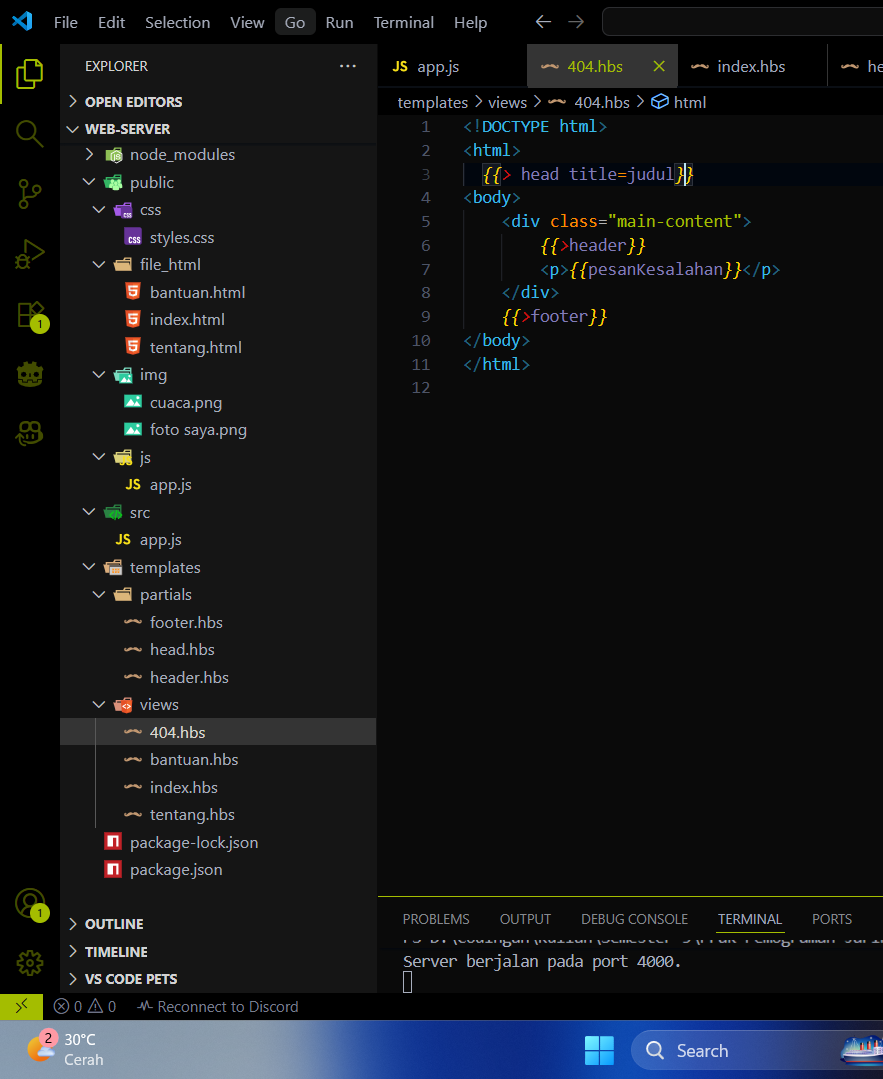 File Edit Selection View Go Run Terminal Help
EXPLORER
OPEN EDITORS
WEB-SERVER
node_modules
public
css
styles.css
file_html
bantuan.html
index.html
tentang.html
img
cuaca.png
foto saya.png
js
JS app.js
src
JS app.js
templates
partials
footer.hbs
head.hbs
header.hbs
views
404.hbs
bantuan.hbs
index.hbs
tentang.hbs
package-lock.json
package.json
OUTLINE
TIMELINE
VS CODE PETS
JS app.js 404.hbs index.hbs he
templates > views > 404.hbs > html
1 <!DOCTYPE html>
2 <html>
3 {{> head title=judul}}
4 <body>
5 <div class="main-content">
6 {{>header}}
7 <p>{{pesanKesalahan}}</p>
8 </div>
9 {{>footer}}
10 </body>
11 </html>
12
PROBLEMS OUTPUT DEBUG CONSOLE TERMINAL PORTS
Server berjalan pada port 4000.
1
1
0 0 Reconnect to Discord
2
30°C
Cerah
Search